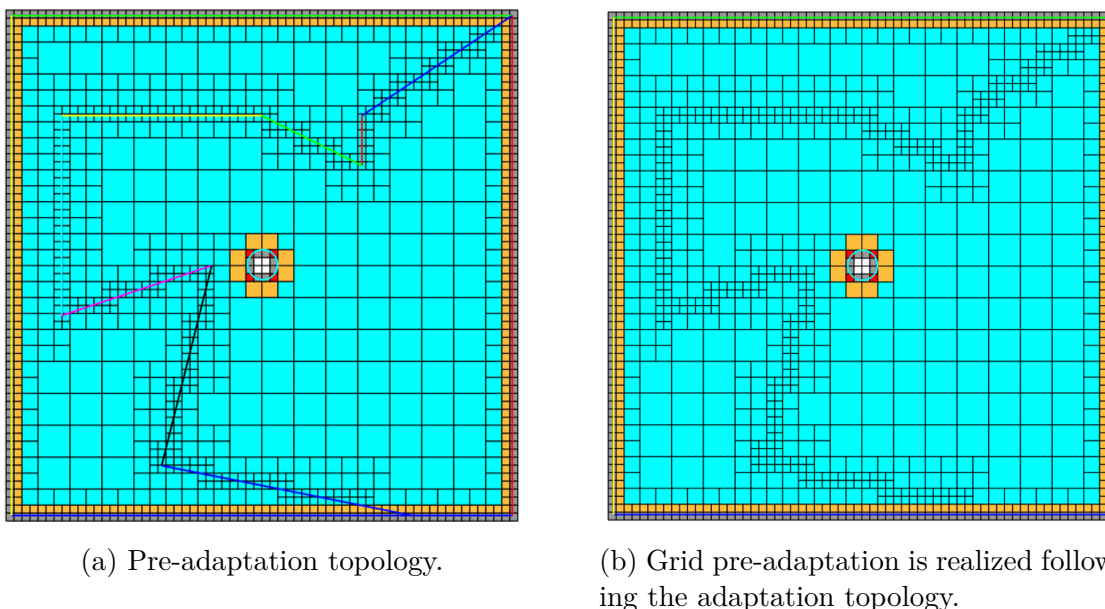 (a) Pre-adaptation topology.
(b) Grid pre-adaptation is realized follow-
ing the adaptation topology.